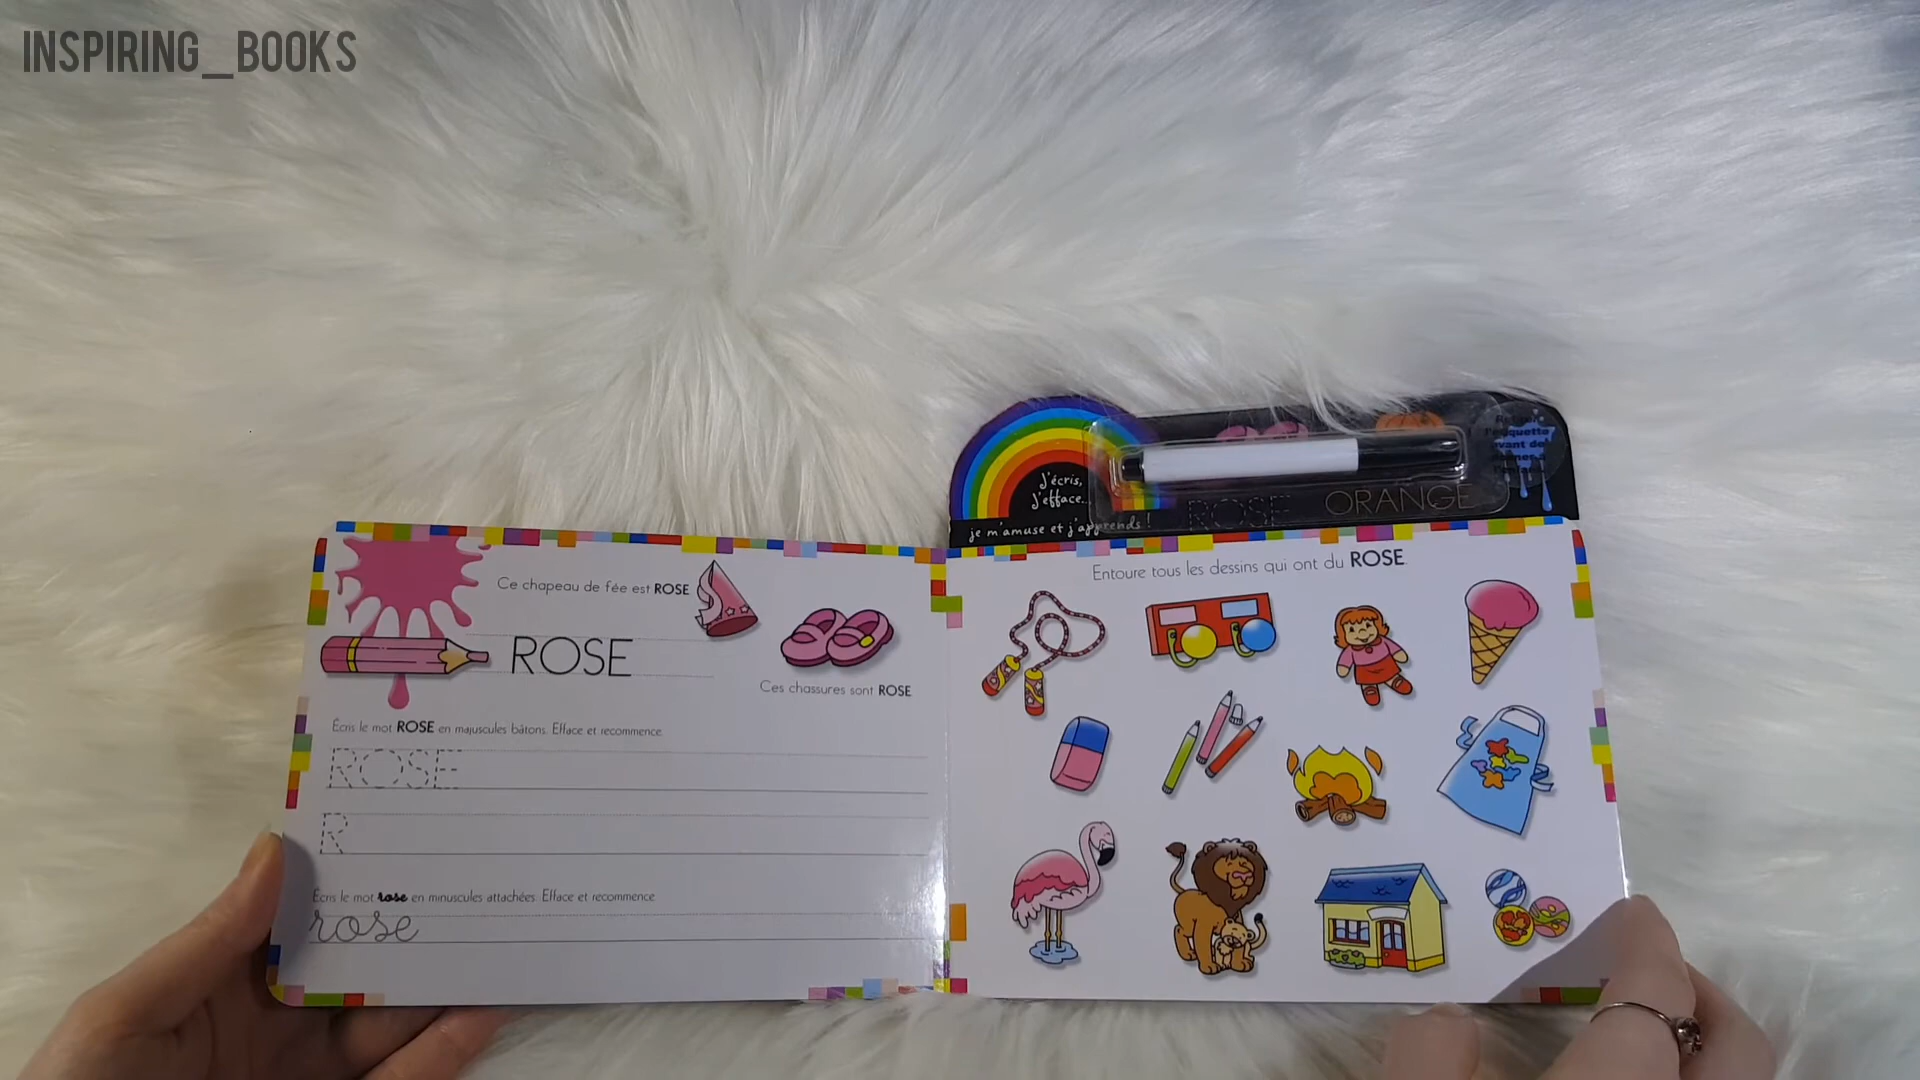 INSPIRING_BOOKS
J'écris,
j'efface...
je m'amuse et j'apprends !
ROSE ORANGE
Ce chapeau de fée est ROSE
ROSE
Ces chassures sont ROSE
Écris le mot ROSE en majuscules bâtons. Efface et recommence.
ROSE
R
Écris le mot rose en minuscules attachées. Efface et recommence
rose
Entoure tous les dessins qui ont du ROSE